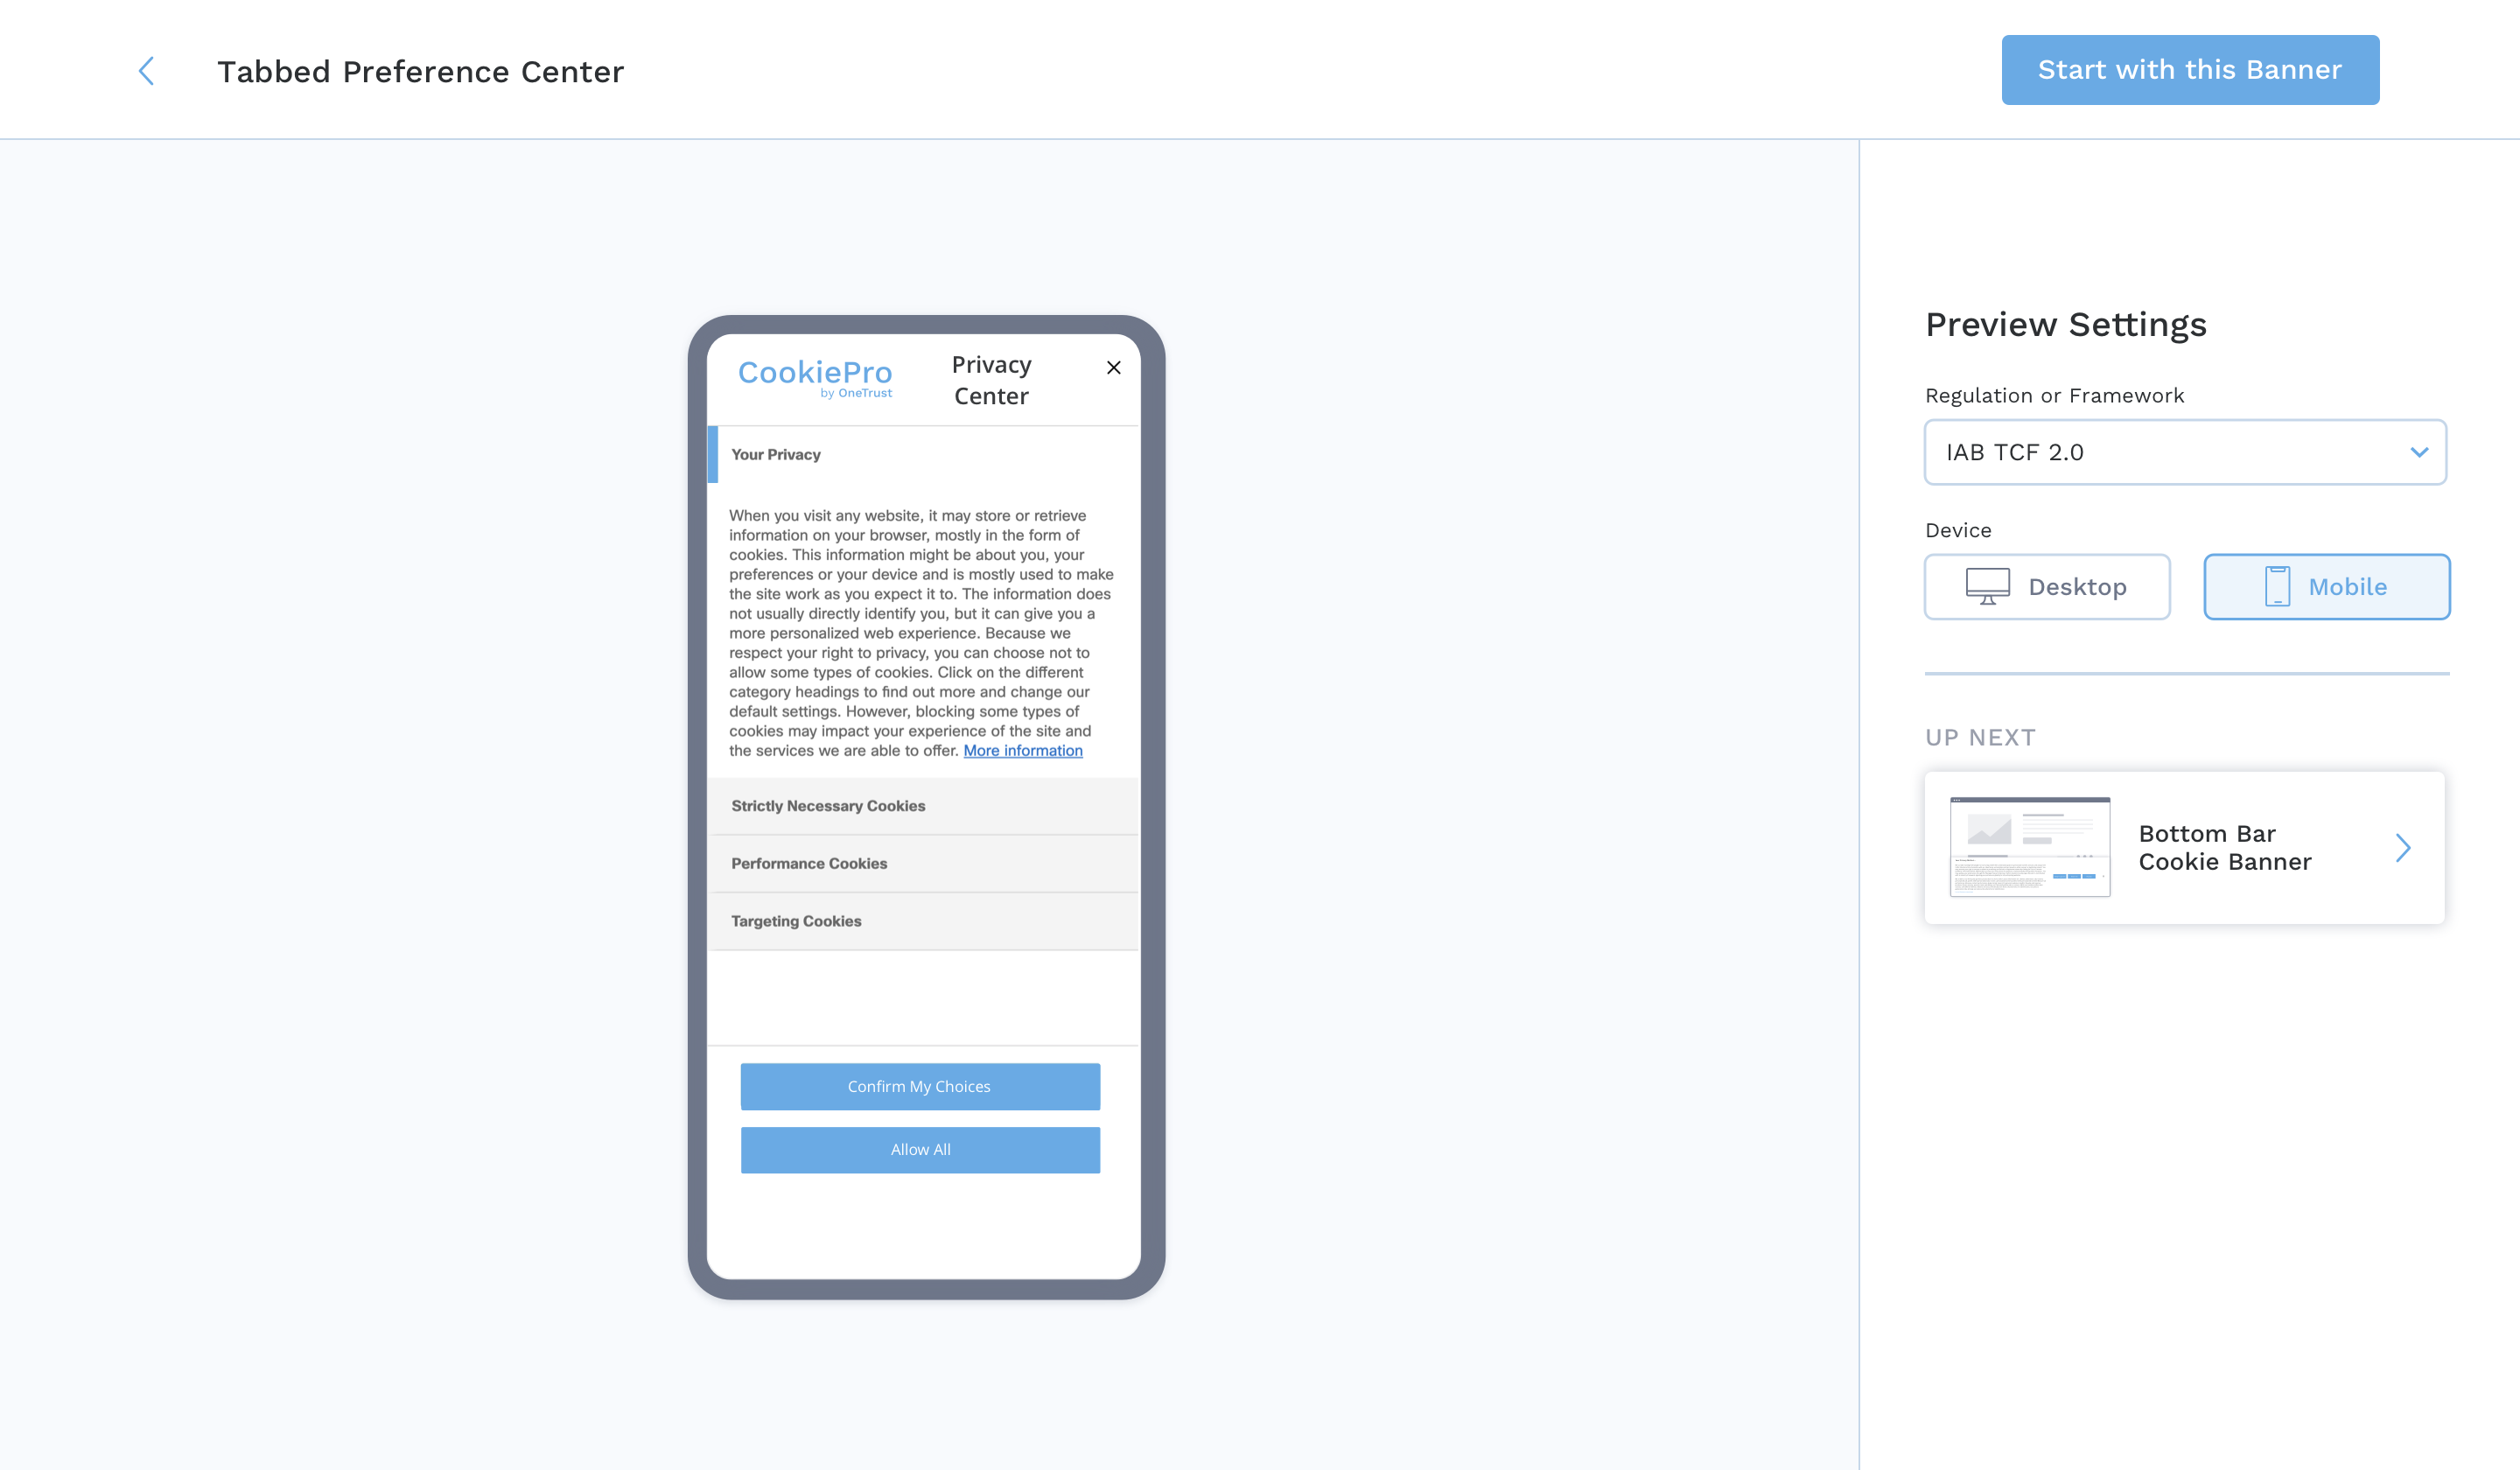 Tabbed Preference Center
Start with this Banner
CookiePro
by OneTrust
Privacy
Center
Your Privacy
When you visit any website, it may store or retrieve
information on your browser, mostly in the form of
cookies. This information might be about you, your
preferences or your device and is mostly used to make
the site work as you expect it to. The information does
not usually directly identify you, but it can give you a
more personalized web experience. Because we
respect your right to privacy, you can choose not to
allow some types of cookies. Click on the different
category headings to find out more and change our
default settings. However, blocking some types of
cookies may impact your experience of the site and
the services we are able to offer. More information
Strictly Necessary Cookies
Performance Cookies
Targeting Cookies
Confirm My Choices
Allow All
Preview Settings
Regulation or Framework
IAB TCF 2.0
Device
Desktop
Mobile
UP NEXT
Bottom Bar
Cookie Banner